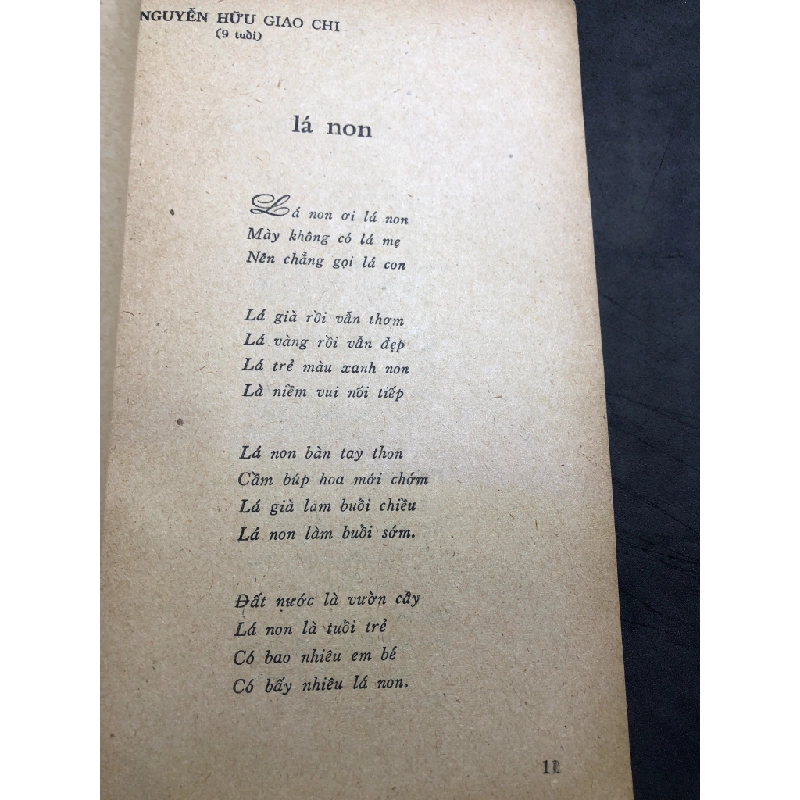 NGUYỄN HỮU GIAO CHI
(9 tuổi)
lá non
Lá non ơi lá non
Mày không có lá mẹ
Nên chẳng gọi lá con
Lá già rồi vẫn thơm
Lá vàng rồi vẫn đẹp
Lá trẻ màu xanh non
Là niềm vui nối tiếp
Lá non bàn tay thon
Cầm búp hoa mới chớm
Lá già làm buổi chiều
Lá non làm buổi sớm.
Đất nước là vườn cây
Lá non là tuổi trẻ
Có bao nhiêu em bé
Có bấy nhiêu lá non.
11